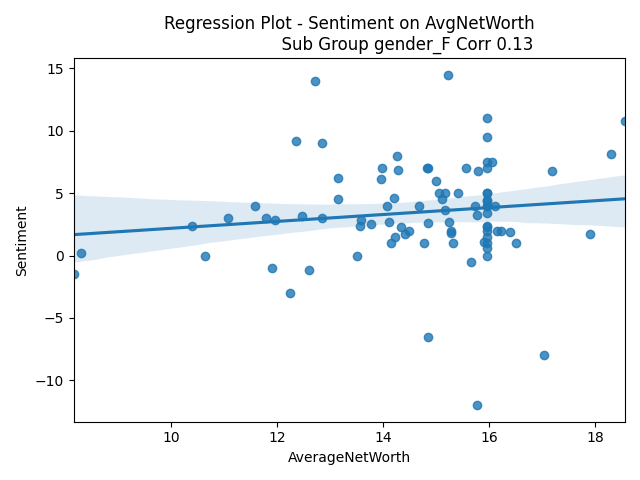 Regression Plot - Sentiment on AvgNetWorth
Sub Group gender_F Corr 0.13
15
10
5
0
−5
−10
Sentiment
10
12
14
16
18
AverageNetWorth